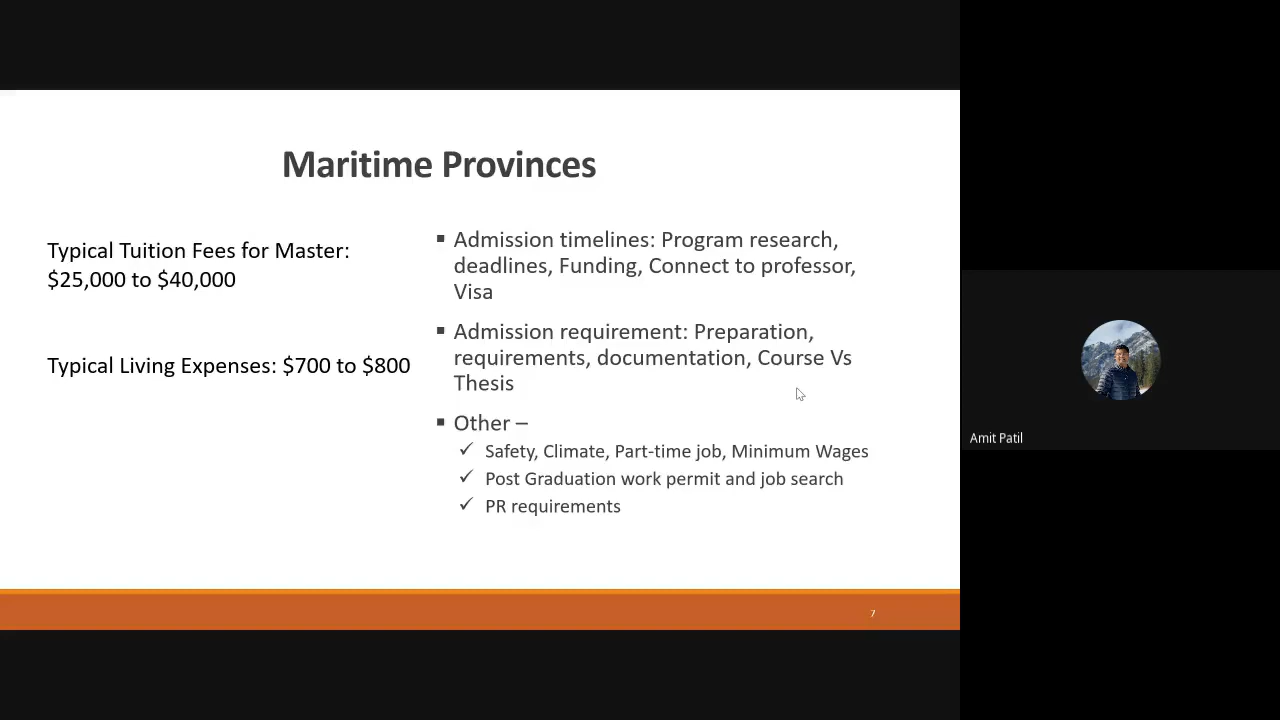 Maritime Provinces
Typical Tuition Fees for Master:
$25,000 to $40,000
Typical Living Expenses: $700 to $800
▪ Admission timelines: Program research,
deadlines, Funding, Connect to professor,
Visa
▪ Admission requirement: Preparation,
requirements, documentation, Course Vs
Thesis
▪ Other –
✓ Safety, Climate, Part-time job, Minimum Wages
✓ Post Graduation work permit and job search
✓ PR requirements
7
Amit Patil